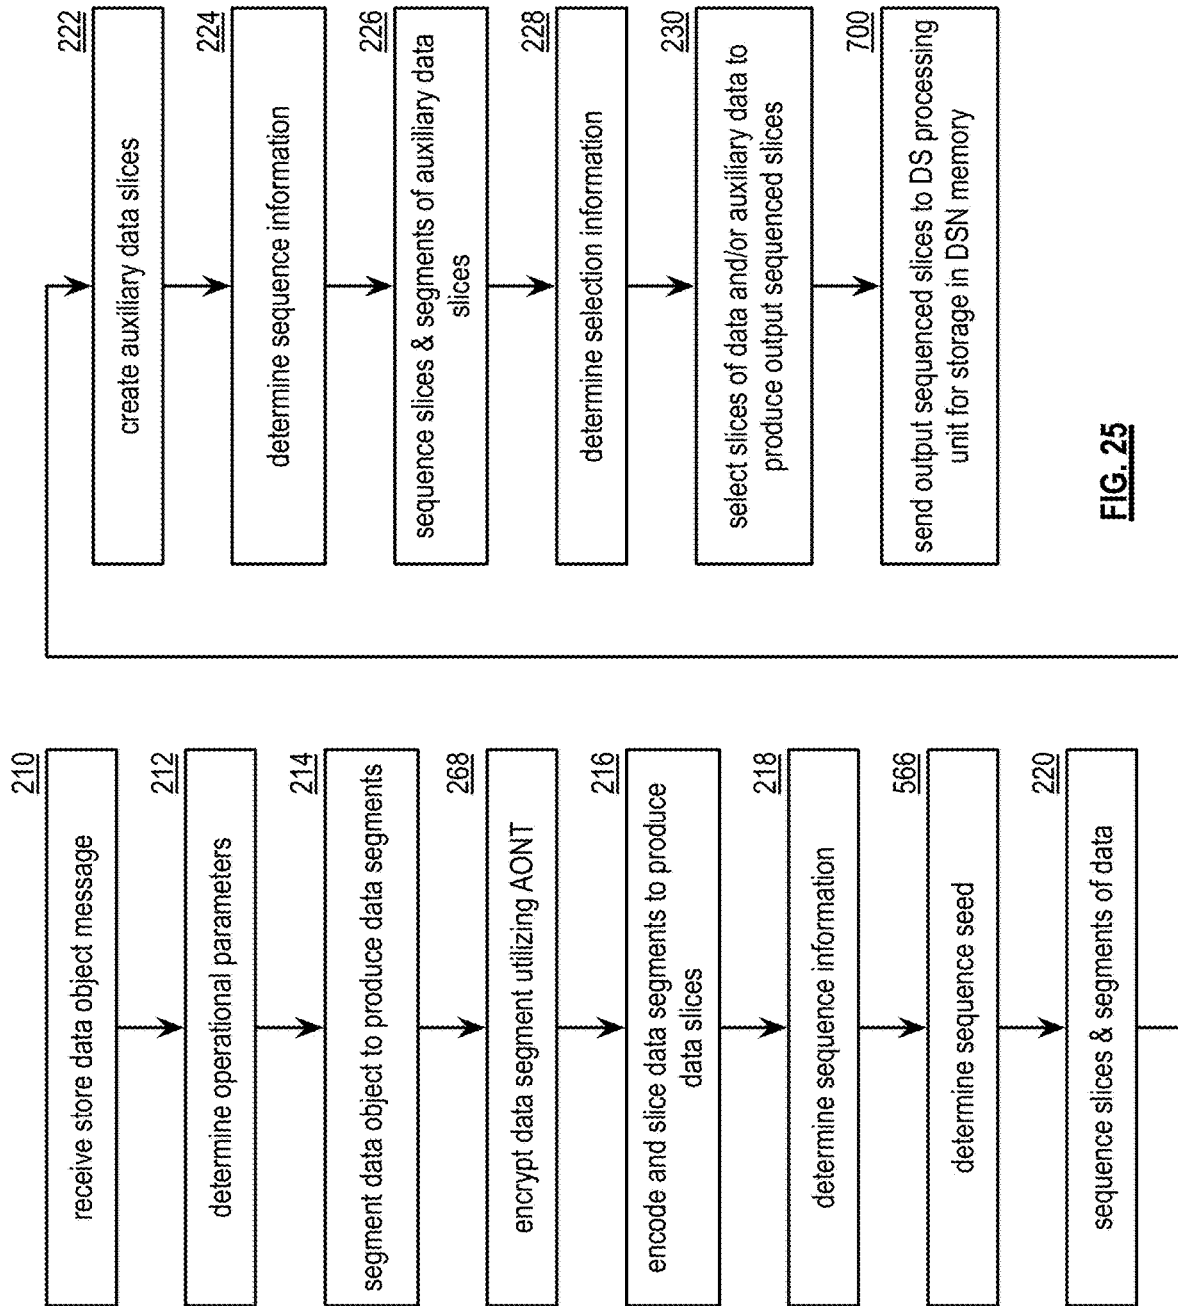 210
receive store data object message
212
determine operational parameters
214
segment data object to produce data segments
268
encrypt data segment utilizing AONT
216
encode and slice data segments to produce
data slices
218
determine sequence information
566
determine sequence seed
220
sequence slices & segments of data
222
create auxiliary data slices
224
determine sequence information
226
sequence slices & segments of auxiliary data
slices
228
determine selection information
230
select slices of data and/or auxiliary data to
produce output sequenced slices
700
send output sequenced slices to DS processing
unit for storage in DSN memory
FIG. 25